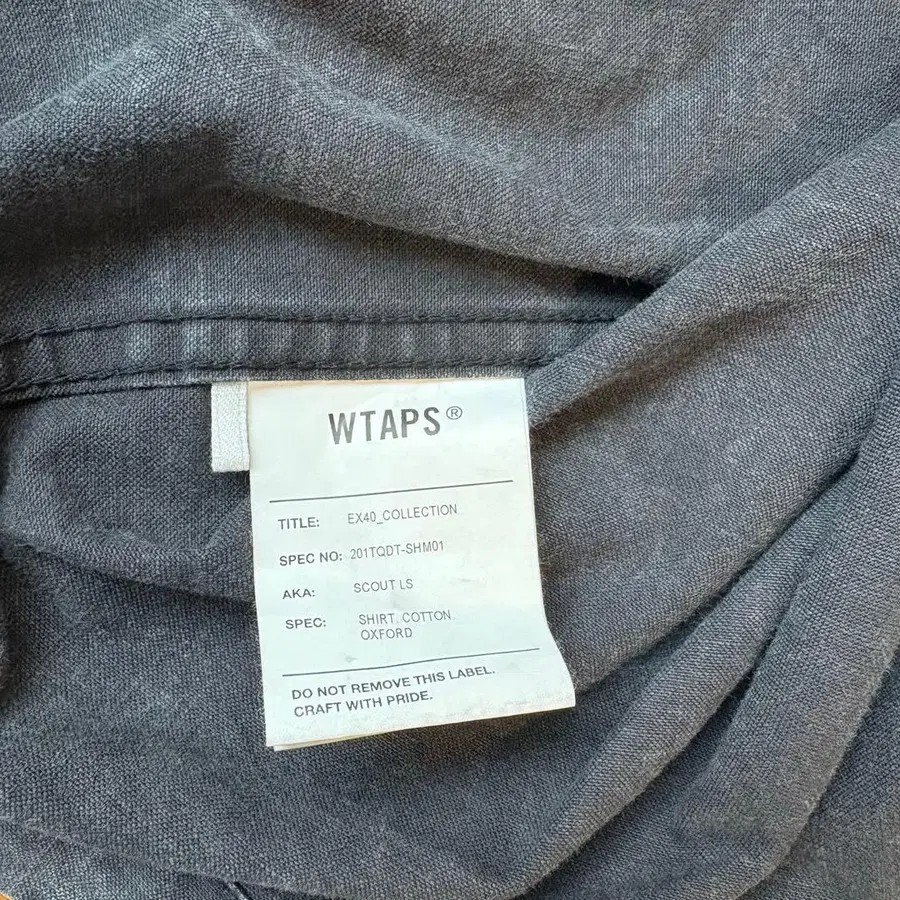 WTAPS®
TITLE: EX40_COLLECTION
SPEC NO: 201TQDT-SHM01
AKA: SCOUT LS
SPEC: SHIRT. COTTON
OXFORD
DO NOT REMOVE THIS LABEL.
CRAFT WITH PRIDE.